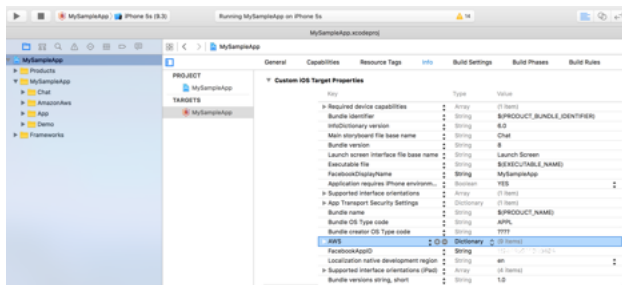 MySampleApp iPhone 5s (9.3) Running MySampleApp on iPhone 5s 14
MySampleApp.xcodeproj
MySampleApp
MySampleApp
General Capabilities Resource Tags Info Build Settings Build Phases Build Rules
Products
MySampleApp
Chat
AmazonAws
App
Demo
Frameworks
PROJECT
MySampleApp
TARGETS
MySampleApp
Custom iOS Target Properties
Key Type Value
Required device capabilities Array (1 item)
Bundle identifier String $(PRODUCT_BUNDLE_IDENTIFIER)
InfoDictionary version String 6.0
Main storyboard file base name String Chat
Bundle version String 8
Launch screen interface file base name String Launch Screen
Executable file String $(EXECUTABLE_NAME)
FacebookDisplayName String MySampleApp
Application requires iPhone environm... Boolean YES
Supported interface orientations Array (1 item)
App Transport Security Settings Dictionary (1 item)
Bundle name String $(PRODUCT_NAME)
Bundle OS Type code String APPL
Bundle creator OS Type code String ????
AWS Dictionary items)
FacebookAppID String
Localization native development region String en
Supported interface orientations (iPad) Array (4 items)
Bundle versions string, short String 1.0